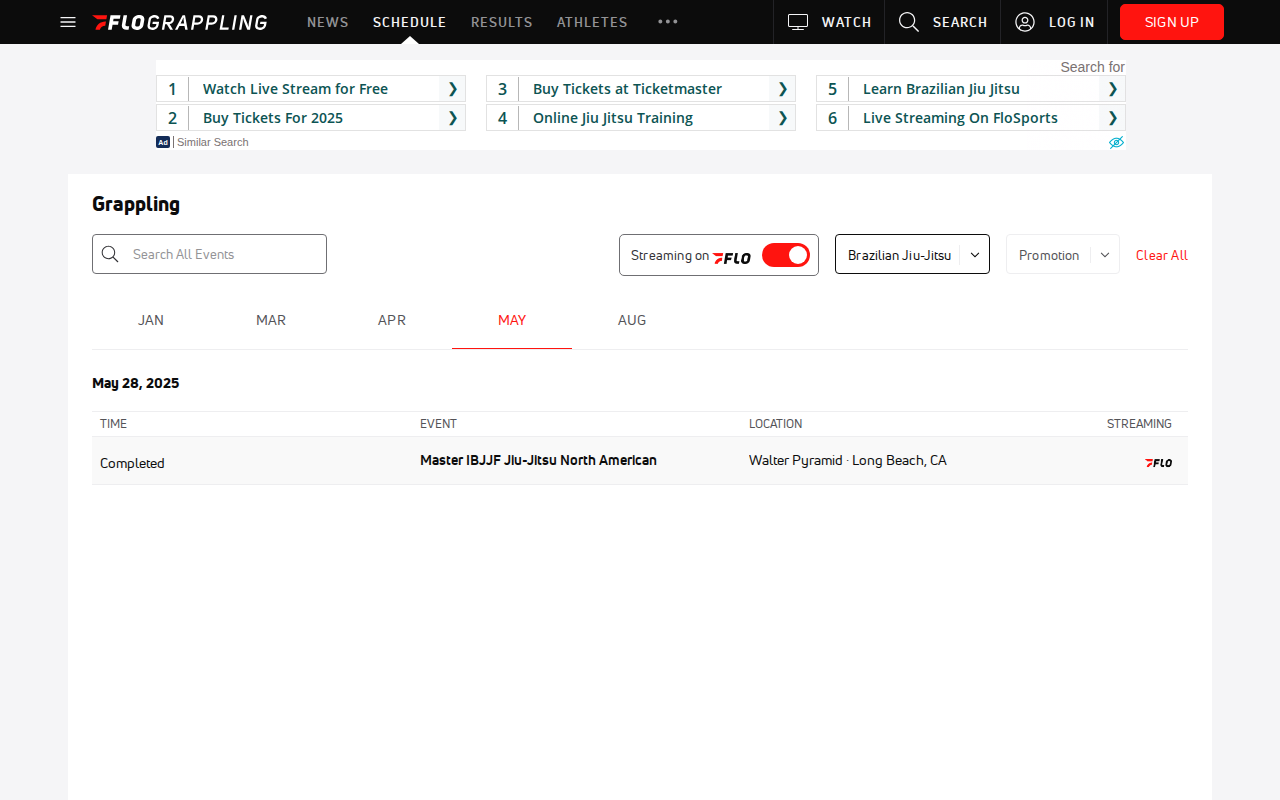 FLOGRAPPLING NEWS SCHEDULE RESULTS ATHLETES WATCH SEARCH LOG IN SIGN UP
Search for
1 Watch Live Stream for Free ❯
2 Buy Tickets For 2025 ❯
3 Buy Tickets at Ticketmaster ❯
4 Online Jiu Jitsu Training ❯
5 Learn Brazilian Jiu Jitsu ❯
6 Live Streaming On FloSports ❯
Ad Similar Search
Grappling
Search All Events
Streaming on FLO
Brazilian Jiu-Jitsu
Promotion
Clear All
JAN MAR APR MAY AUG
May 28, 2025
TIME EVENT LOCATION STREAMING
Completed Master IBJJF Jiu-Jitsu North American Walter Pyramid · Long Beach, CA FLO